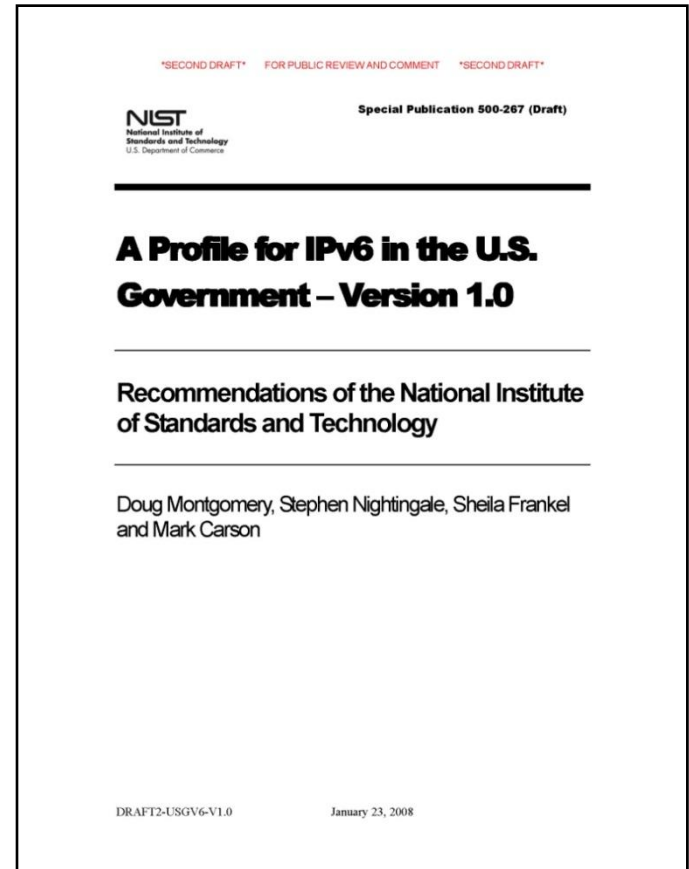 *SECOND DRAFT* FOR PUBLIC REVIEW AND COMMENT *SECOND DRAFT*
NIST
National Institute of
Standards and Technology
U.S. Department of Commerce
Special Publication 500-267 (Draft)
A Profile for IPv6 in the U.S.
Government – Version 1.0
Recommendations of the National Institute
of Standards and Technology
Doug Montgomery, Stephen Nightingale, Sheila Frankel
and Mark Carson
DRAFT2-USGV6-V1.0 January 23, 2008